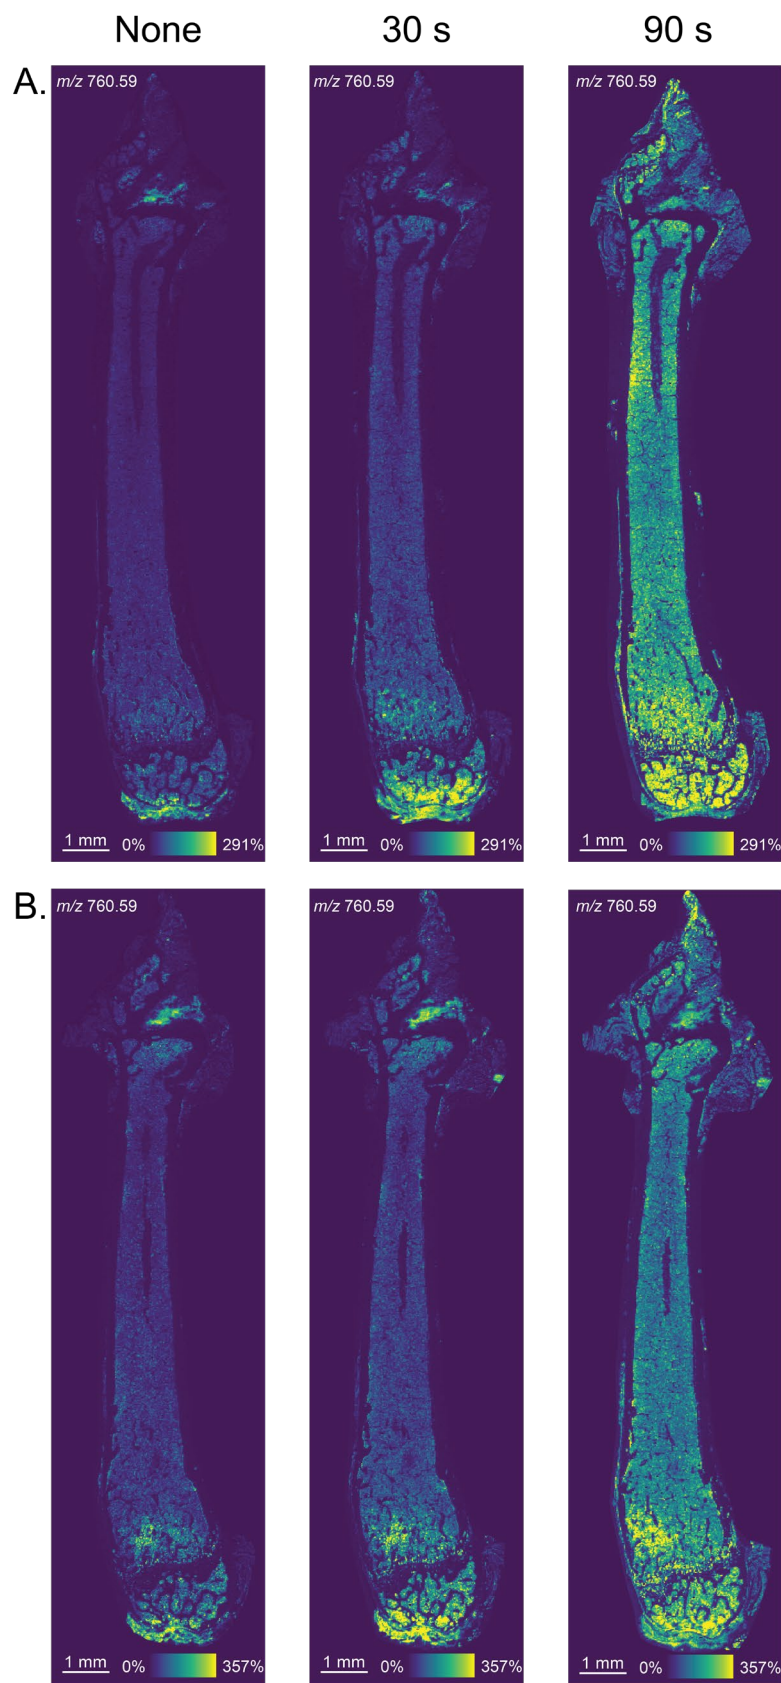 None 30 s 90 s
A.
m/z 760.59 m/z 760.59 m/z 760.59
1 mm 0% 291% 1 mm 0% 291% 1 mm 0% 291%
B.
m/z 760.59 m/z 760.59 m/z 760.59
1 mm 0% 357% 1 mm 0% 357% 1 mm 0% 357%